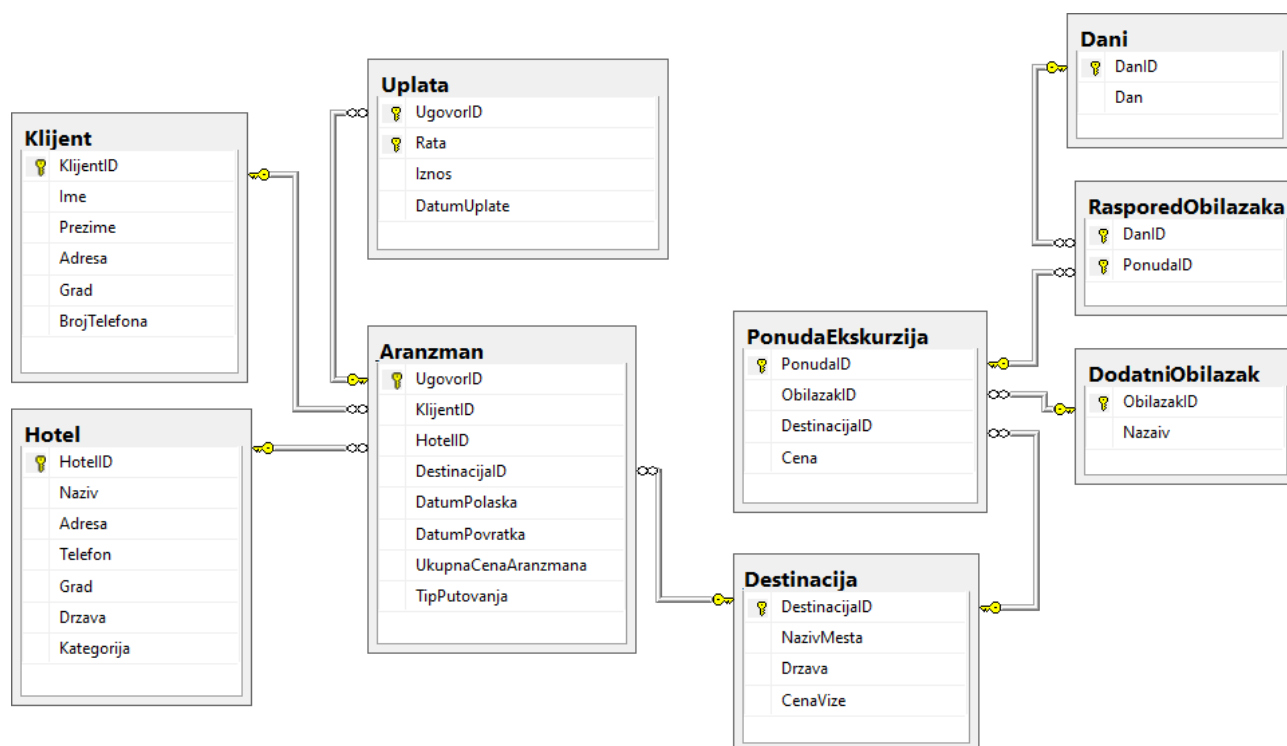 Klijent
KlijentID
Ime
Prezime
Adresa
Grad
BrojTelefona
Hotel
HotelID
Naziv
Adresa
Telefon
Grad
Drzava
Kategorija
Uplata
UgovorID
Rata
Iznos
DatumUplate
Aranzman
UgovorID
KlijentID
HotelID
DestinacijaID
DatumPolaska
DatumPovratka
UkupnaCenaAranzmana
TipPutovanja
PonudaEkskurzija
PonudaID
ObilazakID
DestinacijaID
Cena
Destinacija
DestinacijaID
NazivMesta
Drzava
CenaVize
Dani
DanID
Dan
RasporedObilazaka
DanID
PonudaID
DodatniObilazak
ObilazakID
Nazaiv